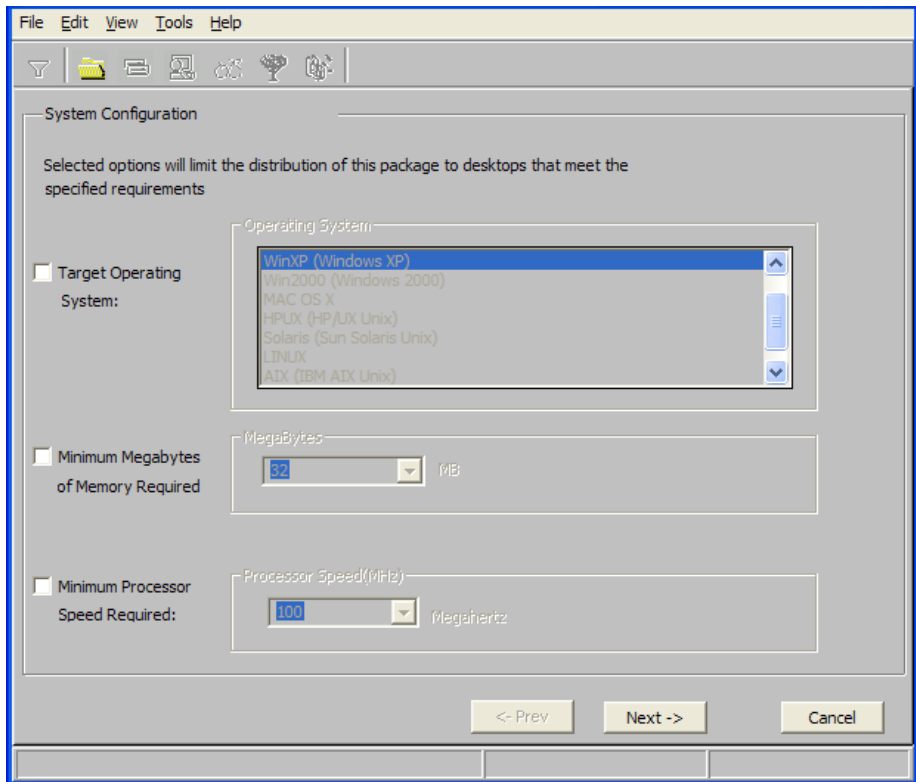 File Edit View Tools Help
System Configuration
Selected options will limit the distribution of this package to desktops that meet the
specified requirements
Operating System
Target Operating
System:
WinXP (Windows XP)
Win2000 (Windows 2000)
MAC OS X
HPUX (HP/UX Unix)
Solaris (Sun Solaris Unix)
LINUX
AIX (IBM AIX Unix)
MegaBytes
Minimum Megabytes
of Memory Required
32 MB
Processor Speed(MHz)
Minimum Processor
Speed Required:
100 Megahertz
<- Prev Next -> Cancel